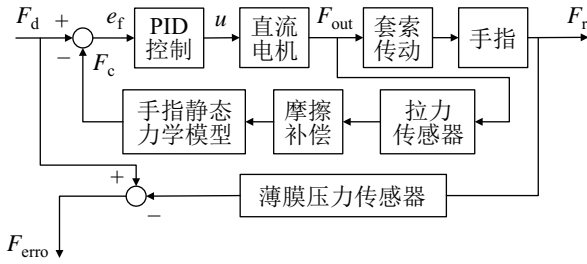 F_d
+
−
e_f
F_c
PID
控制
u
直流
电机
F_out
套索
传动
手指
F_r
手指静态
力学模型
摩擦
补偿
拉力
传感器
+
−
薄膜压力传感器
F_erro